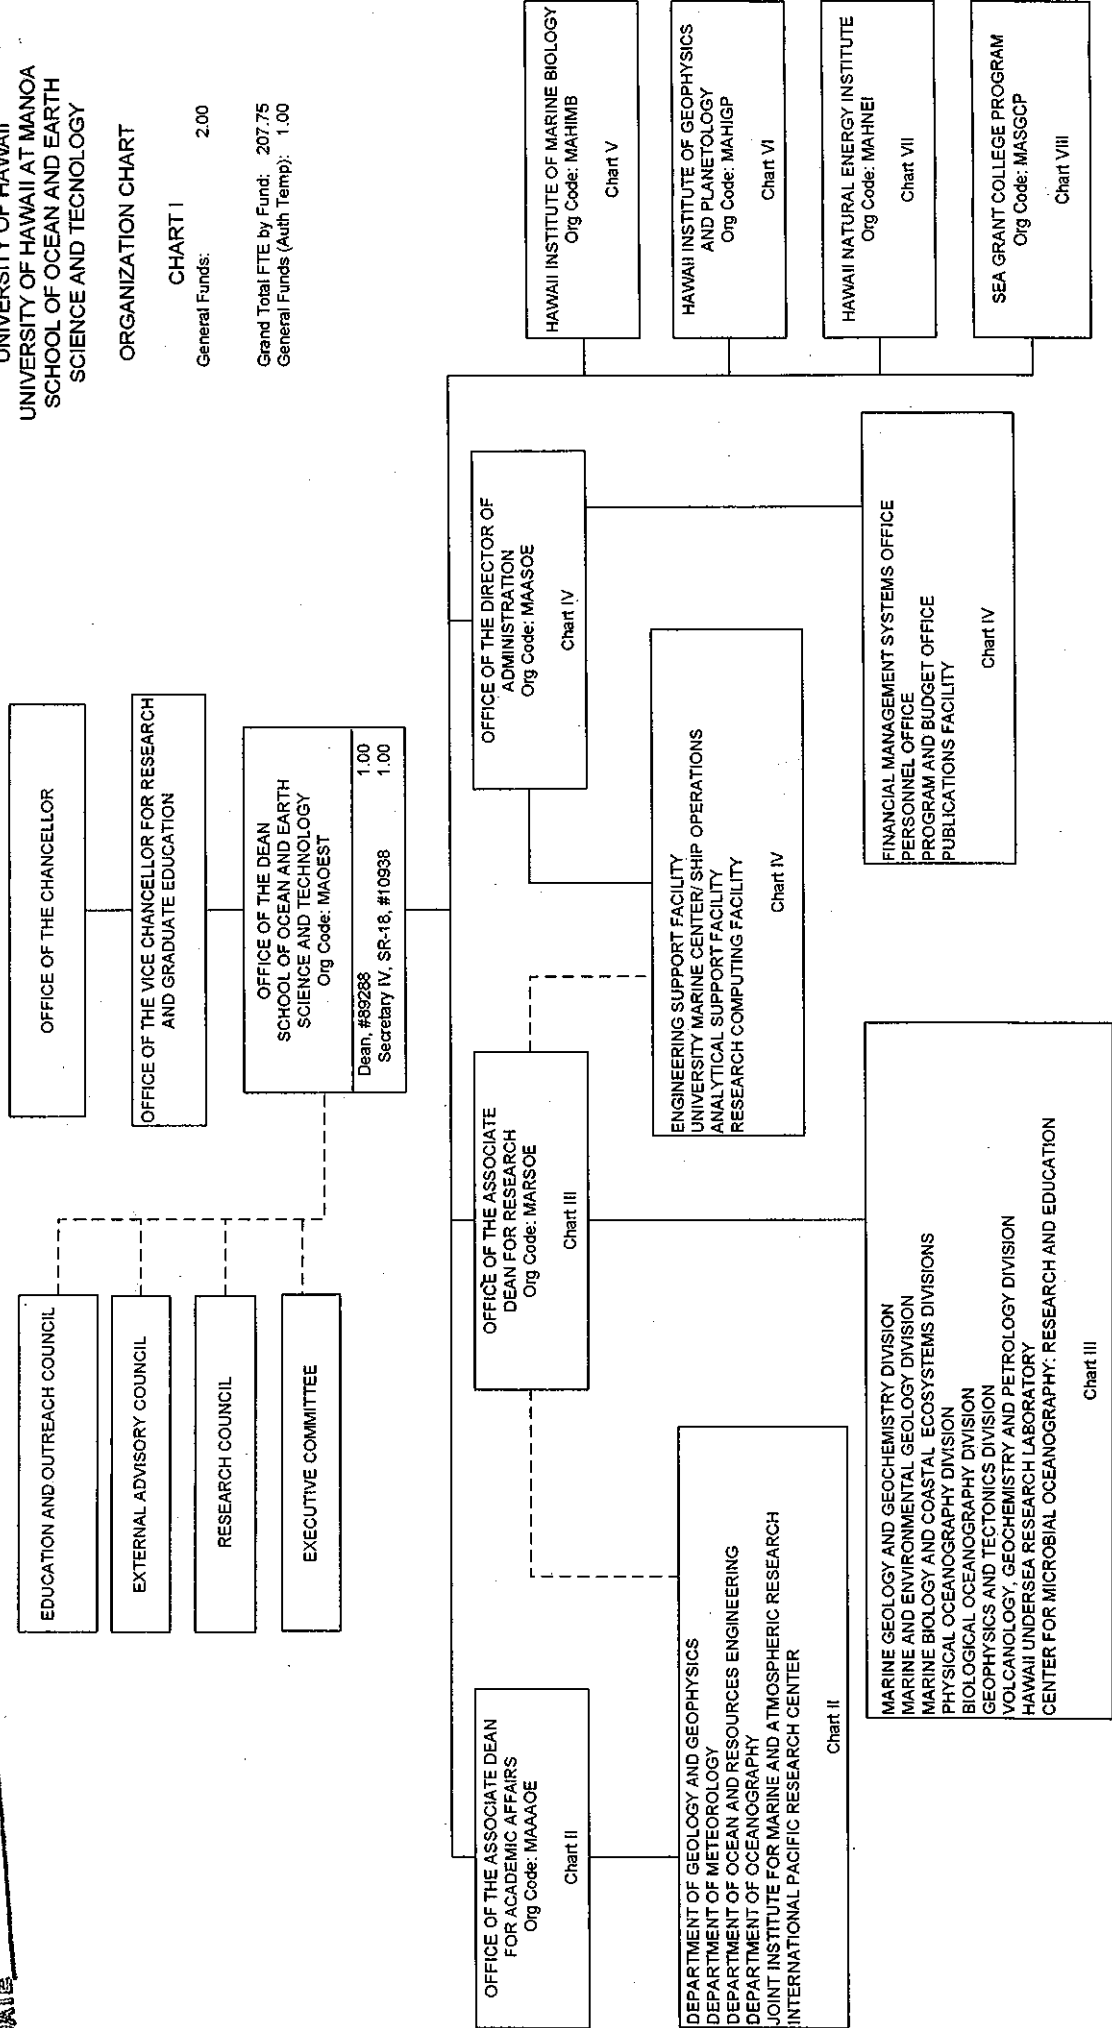 UNIVERSITY OF HAWAII
UNIVERSITY OF HAWAII AT MANOA
SCHOOL OF OCEAN AND EARTH
SCIENCE AND TECNOLOGY
ORGANIZATION CHART
CHART I
General Funds: 2.00
Grand Total FTE by Fund: 207.75
General Funds (Auth Temp): 1.00
OFFICE OF THE CHANCELLOR
OFFICE OF THE VICE CHANCELLOR FOR RESEARCH
AND GRADUATE EDUCATION
OFFICE OF THE DEAN
SCHOOL OF OCEAN AND EARTH
SCIENCE AND TECHNOLOGY
Org Code: MAOEST
Dean, #89288 1.00
Secretary IV, SR-18, #10938 1.00
EDUCATION AND OUTREACH COUNCIL
EXTERNAL ADVISORY COUNCIL
RESEARCH COUNCIL
EXECUTIVE COMMITTEE
OFFICE OF THE ASSOCIATE DEAN
FOR ACADEMIC AFFAIRS
Org Code: MAAAOE
Chart II
DEPARTMENT OF GEOLOGY AND GEOPHYSICS
DEPARTMENT OF METEOROLOGY
DEPARTMENT OF OCEAN AND RESOURCES ENGINEERING
DEPARTMENT OF OCEANOGRAPHY
JOINT INSTITUTE FOR MARINE AND ATMOSPHERIC RESEARCH
INTERNATIONAL PACIFIC RESEARCH CENTER
Chart II
OFFICE OF THE ASSOCIATE
DEAN FOR RESEARCH
Org Code: MARSOE
Chart III
MARINE GEOLOGY AND GEOCHEMISTRY DIVISION
MARINE AND ENVIRONMENTAL GEOLOGY DIVISION
MARINE BIOLOGY AND COASTAL ECOSYSTEMS DIVISIONS
PHYSICAL OCEANOGRAPHY DIVISION
BIOLOGICAL OCEANOGRAPHY DIVISION
GEOPHYSICS AND TECTONICS DIVISION
VOLCANOLOGY, GEOCHEMISTRY AND PETROLOGY DIVISION
HAWAII UNDERSEA RESEARCH LABORATORY
CENTER FOR MICROBIAL OCEANOGRAPHY: RESEARCH AND EDUCATION
Chart III
OFFICE OF THE DIRECTOR OF
ADMINISTRATION
Org Code: MAASOE
Chart IV
ENGINEERING SUPPORT FACILITY
UNIVERSITY MARINE CENTER/ SHIP OPERATIONS
ANALYTICAL SUPPORT FACILITY
RESEARCH COMPUTING FACILITY
Chart IV
FINANCIAL MANAGEMENT SYSTEMS OFFICE
PERSONNEL OFFICE
PROGRAM AND BUDGET OFFICE
PUBLICATIONS FACILITY
Chart IV
HAWAII INSTITUTE OF MARINE BIOLOGY
Org Code: MAHIMB
Chart V
HAWAII INSTITUTE OF GEOPHYSICS
AND PLANETOLOGY
Org Code: MAHIGP
Chart VI
HAWAII NATURAL ENERGY INSTITUTE
Org Code: MAHNEI
Chart VII
SEA GRANT COLLEGE PROGRAM
Org Code: MASGCP
Chart VIII